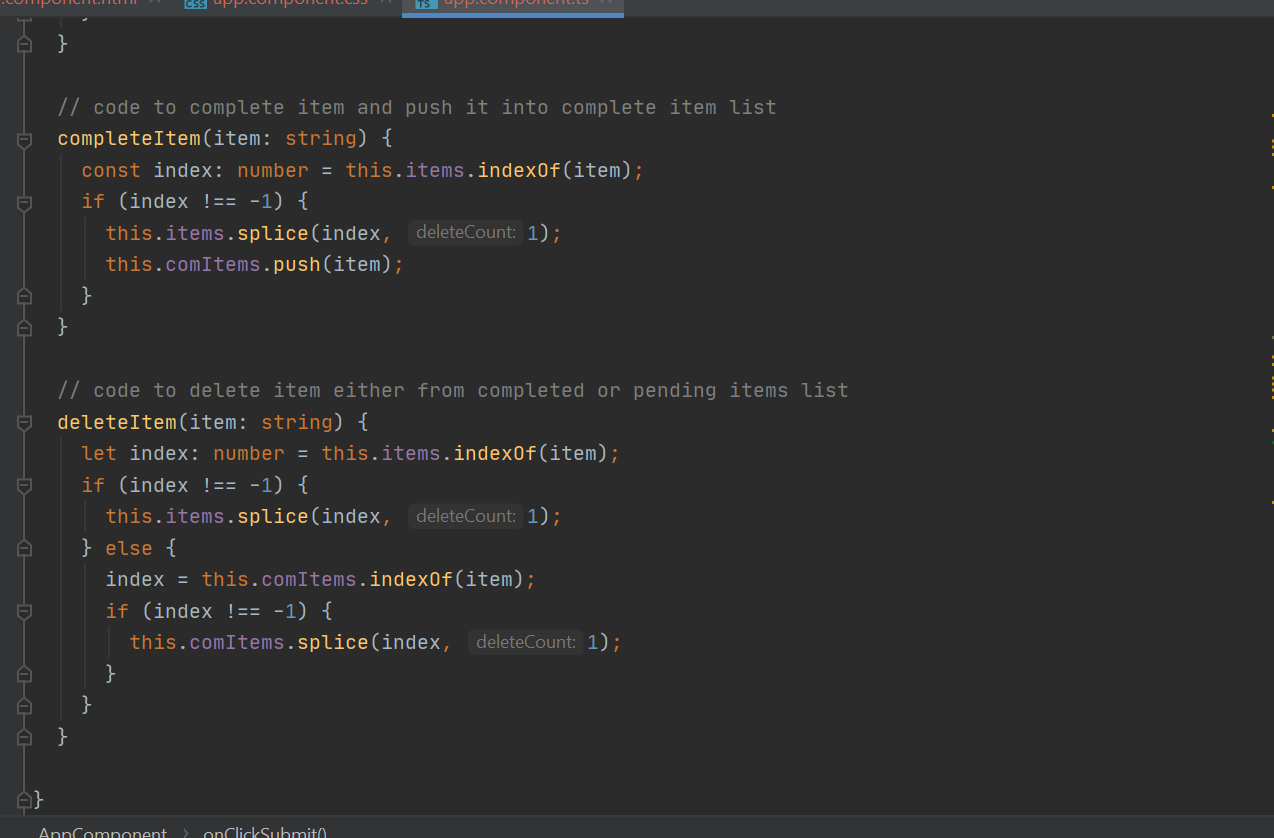 .component.html
CSS app.component.css
TS app.component.ts
}
// code to complete item and push it into complete item list
completeItem(item: string) {
const index: number = this.items.indexOf(item);
if (index !== -1) {
this.items.splice(index, deleteCount: 1);
this.comItems.push(item);
}
}
// code to delete item either from completed or pending items list
deleteItem(item: string) {
let index: number = this.items.indexOf(item);
if (index !== -1) {
this.items.splice(index, deleteCount: 1);
} else {
index = this.comItems.indexOf(item);
if (index !== -1) {
this.comItems.splice(index, deleteCount: 1);
}
}
}
}
AppComponent > onClickSubmit()